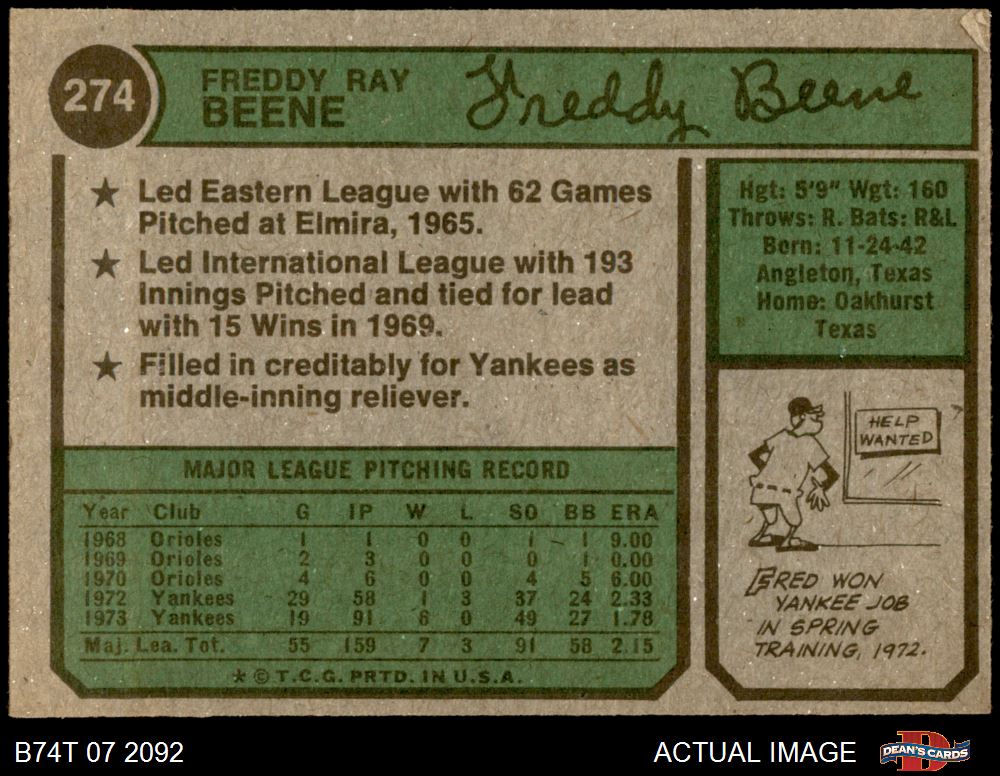 274
FREDDY RAY
BEENE
Freddy Beene
★ Led Eastern League with 62 Games
Pitched at Elmira, 1965.
★ Led International League with 193
Innings Pitched and tied for lead
with 15 Wins in 1969.
★ Filled in creditably for Yankees as
middle-inning reliever.
Hgt: 5'9" Wgt: 160
Throws: R. Bats: R&L
Born: 11-24-42
Angleton, Texas
Home: Oakhurst
Texas
MAJOR LEAGUE PITCHING RECORD
Year Club G IP W L SO BB ERA
1968 Orioles 1 1 0 0 1 1 9.00
1969 Orioles 2 3 0 0 0 1 0.00
1970 Orioles 4 6 0 0 4 5 6.00
1972 Yankees 29 58 1 3 37 24 2.33
1973 Yankees 19 91 6 0 49 27 1.78
Maj. Lea. Tot. 55 159 7 3 91 58 2.15
* © T.C.G. PRTD. IN U.S.A.
HELP
WANTED
FRED WON
YANKEE JOB
IN SPRING
TRAINING, 1972.
B74T 07 2092
ACTUAL IMAGE
D
DEAN'S CARDS